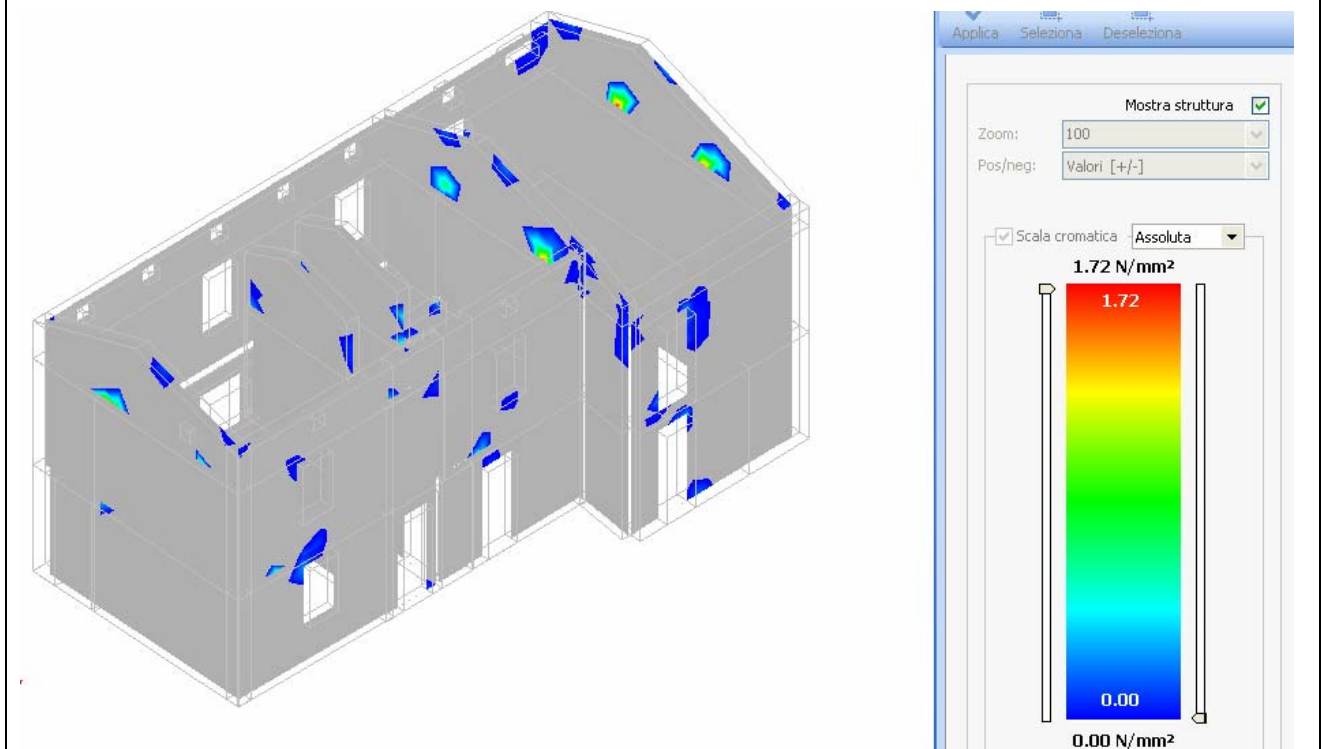 Applica Seleziona Deseleziona
Mostra struttura
Zoom: 100
Pos/neg: Valori [+/-]
Scala cromatica Assoluta
1.72 N/mm²
1.72
0.00
0.00 N/mm²